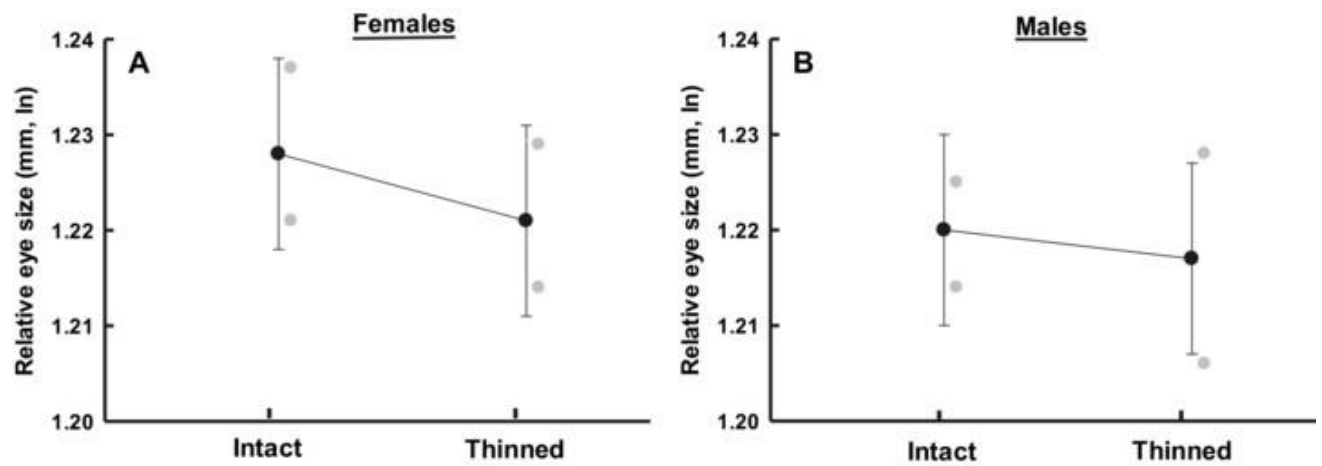 Females
A
Relative eye size (mm, ln)
1.24
1.23
1.22
1.21
1.20
Intact Thinned
Males
B
Relative eye size (mm, ln)
1.24
1.23
1.22
1.21
1.20
Intact Thinned